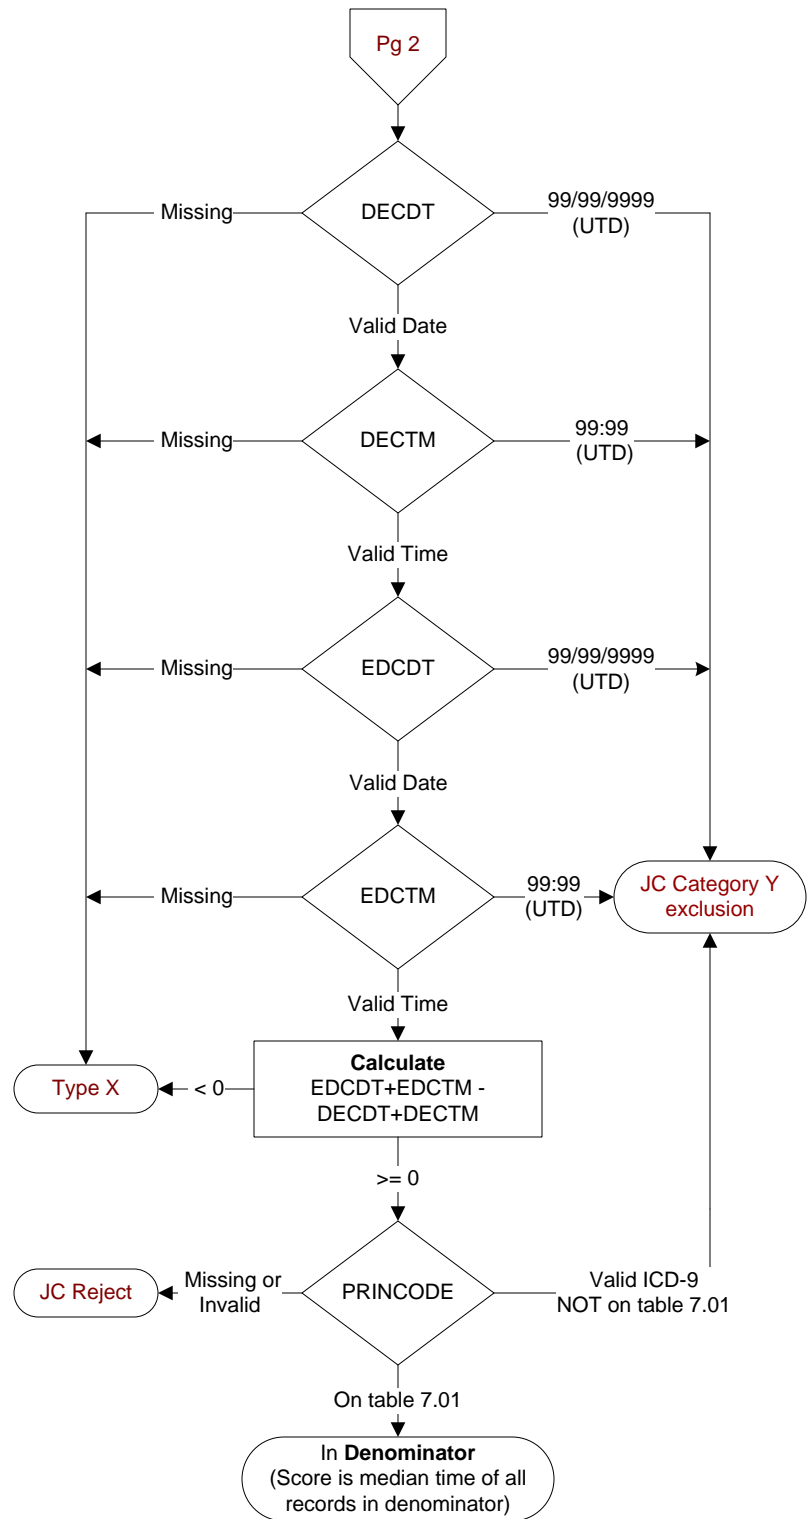 Pg 2
Missing
DECDT
99/99/9999
(UTD)
Valid Date
Missing
DECTM
99:99
(UTD)
Valid Time
Missing
EDCDT
99/99/9999
(UTD)
Valid Date
Missing
EDCTM
99:99
(UTD)
JC Category Y
exclusion
Valid Time
Type X
< 0
Calculate
EDCDT+EDCTM -
DECDT+DECTM
>= 0
JC Reject
Missing or
Invalid
PRINCODE
Valid ICD-9
NOT on table 7.01
On table 7.01
In Denominator
(Score is median time of all
records in denominator)